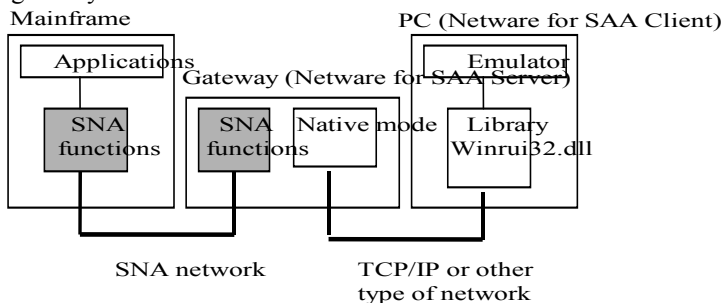 Mainframe
PC (Netware for SAA Client)
Applications
Emulator
Gateway (Netware for SAA Server)
SNA
functions
SNA
functions
Native mode
Library
Winrui32.dll
SNA network
TCP/IP or other
type of network